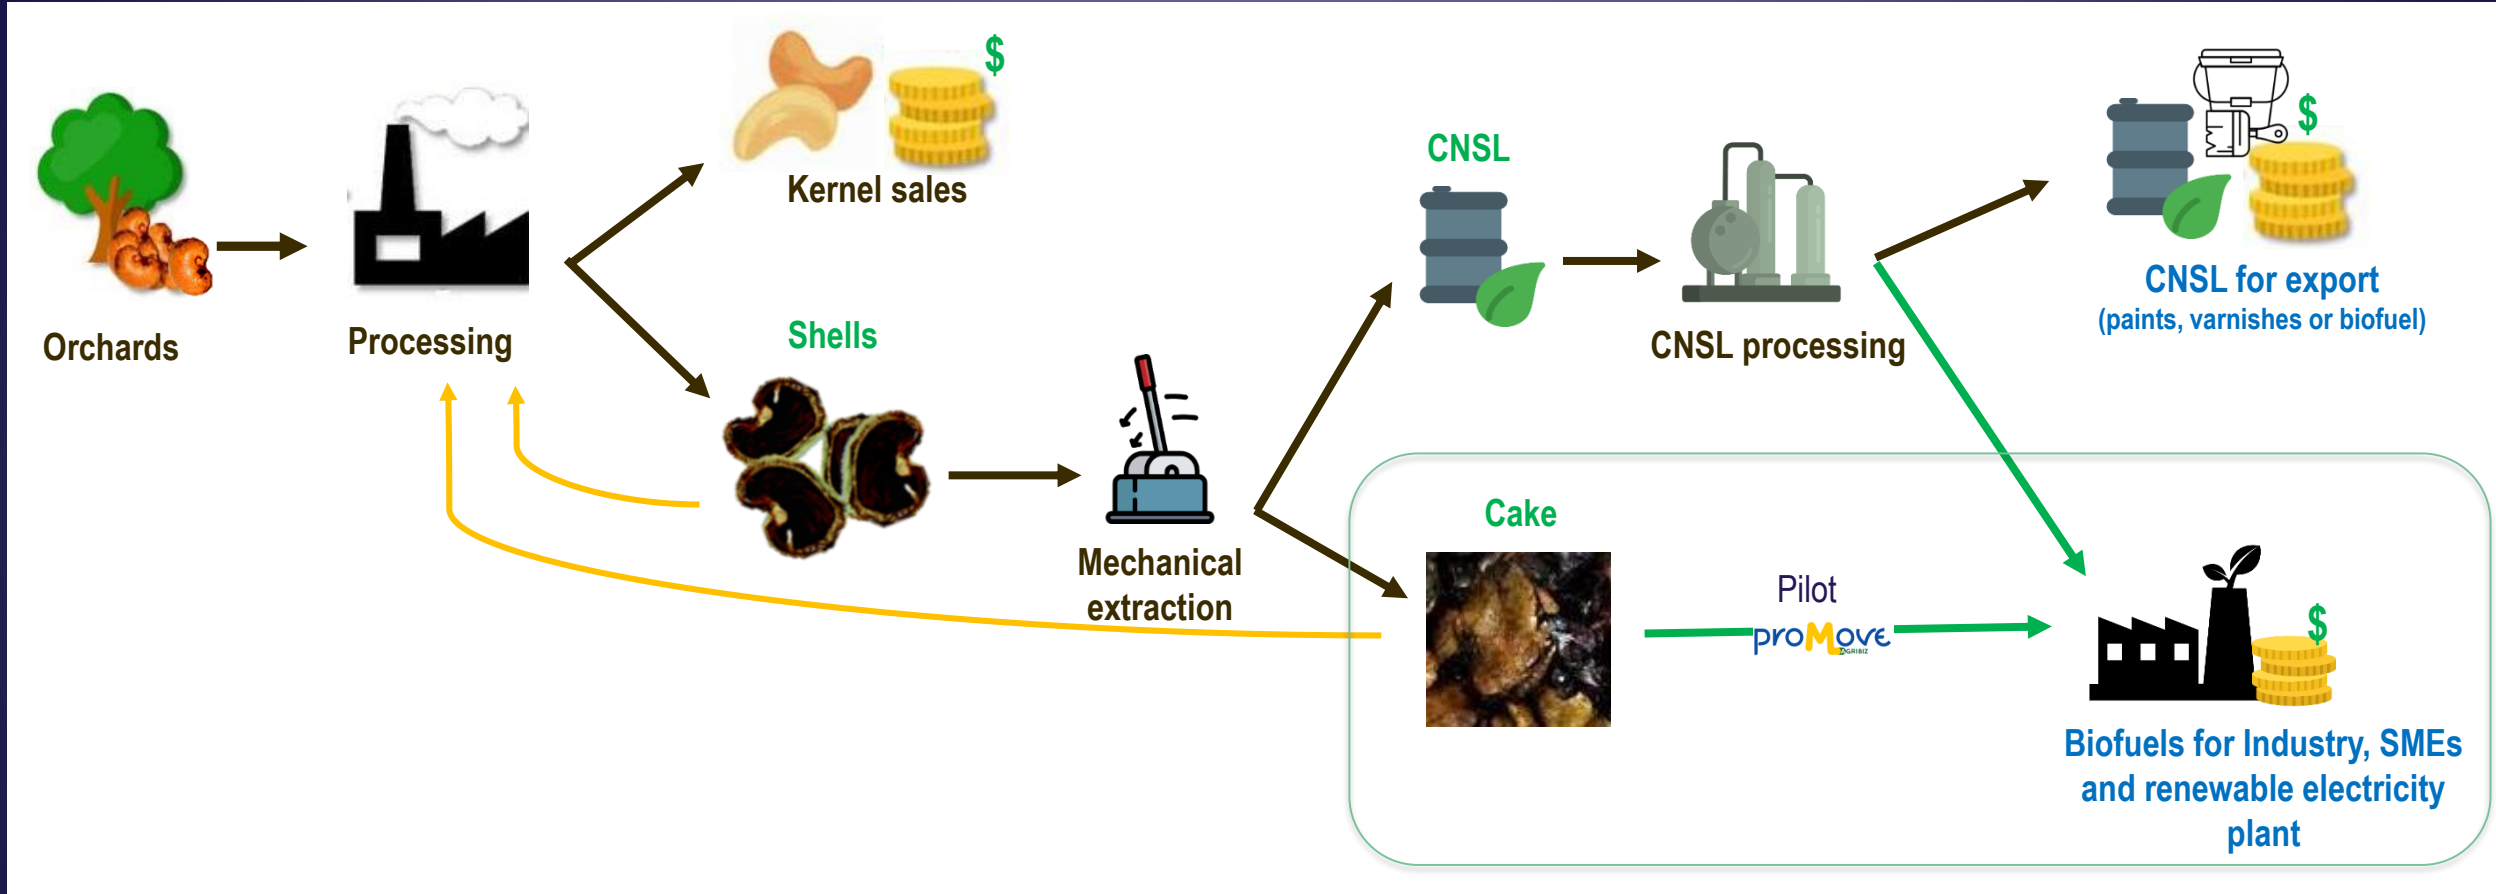 $
Kernel sales
Orchards
Processing
Shells
Mechanical
extraction
CNSL
CNSL processing
$
CNSL for export
(paints, varnishes or biofuel)
Cake
Pilot
proMove
AGRIBIZ
$
Biofuels for Industry, SMEs
and renewable electricity
plant